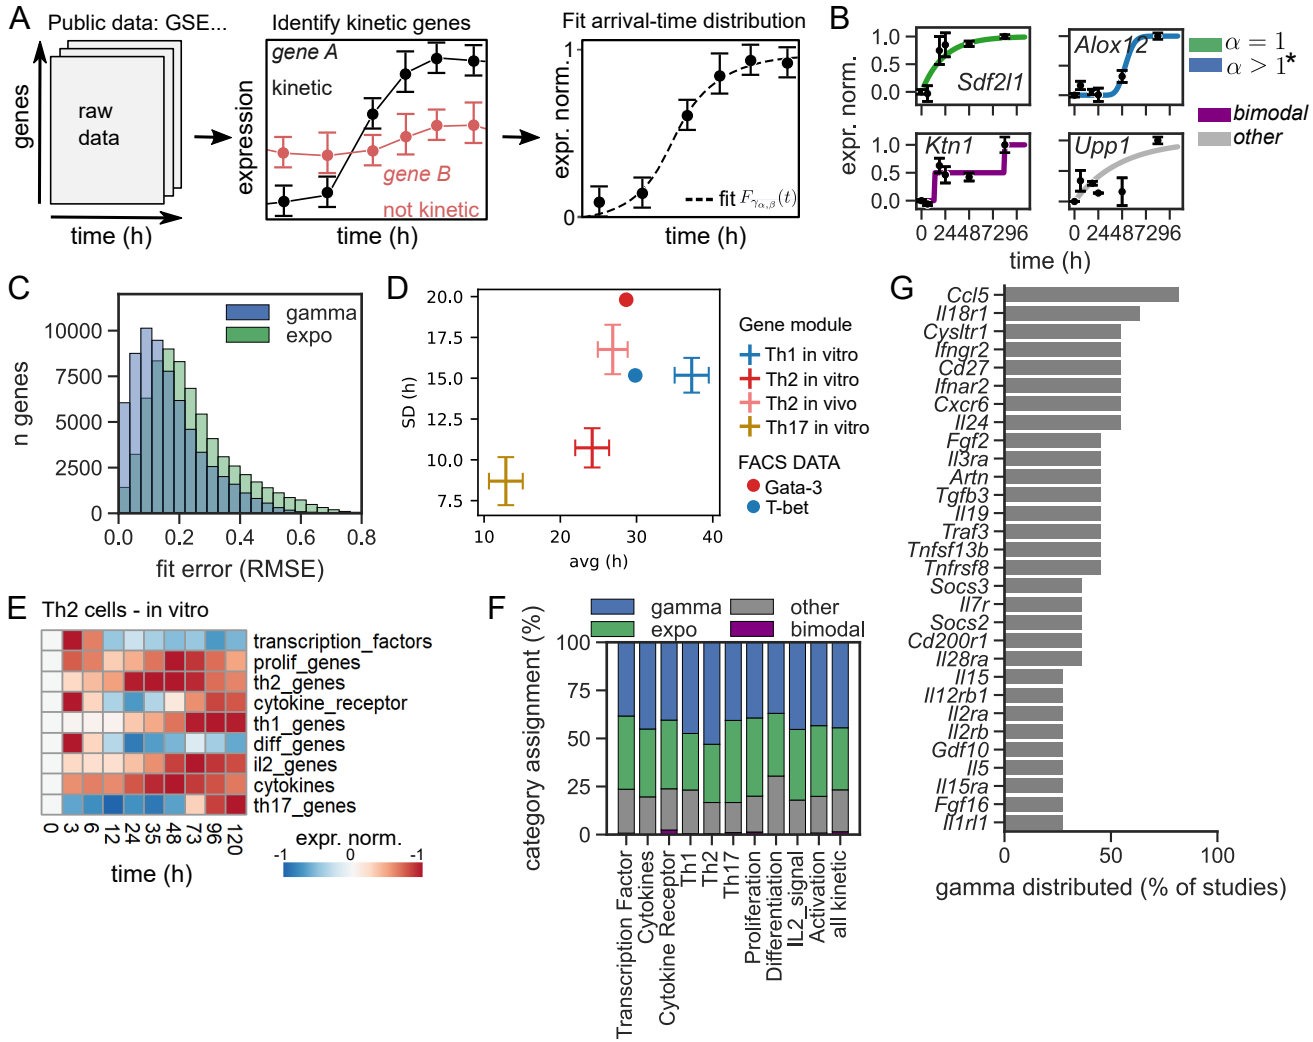 A
Public data: GSE...
genes
raw
data
time (h)
Identify kinetic genes
expression
gene A
kinetic
gene B
not kinetic
time (h)
Fit arrival-time distribution
expr. norm.
1
0
fit F_{γ_{α,β}}(t)
time (h)
B
expr. norm.
1.0
0.5
0.0
Sdf2l1
Alox12
α = 1
α > 1*
bimodal
other
1.0
0.5
0.0
Ktn1
Upp1
0 24487296
0 24487296
time (h)
C
n genes
10000
7500
5000
2500
0
gamma
expo
0.0 0.2 0.4 0.6 0.8
fit error (RMSE)
D
SD (h)
20.0
17.5
15.0
12.5
10.0
7.5
10 20 30 40
avg (h)
Gene module
Th1 in vitro
Th2 in vitro
Th2 in vivo
Th17 in vitro
FACS DATA
Gata-3
T-bet
E
Th2 cells - in vitro
transcription_factors
prolif_genes
th2_genes
cytokine_receptor
th1_genes
diff_genes
il2_genes
cytokines
th17_genes
0 3 6 12 24 35 48 73 96 120
time (h)
expr. norm.
-1 0 -1
F
gamma
expo
other
bimodal
category assignment (%)
100
75
50
25
0
Transcription Factor
Cytokines
Cytokine Receptor
Th1
Th2
Th17
Proliferation
Differentiation
IL2_signal
Activation
all kinetic
G
Ccl5
Il18r1
Cysltr1
Ifngr2
Cd27
Ifnar2
Cxcr6
Il24
Fgf2
Il3ra
Artn
Tgfb3
Il19
Traf3
Tnfsf13b
Tnfrsf8
Socs3
Il7r
Socs2
Cd200r1
Il28ra
Il15
Il12rb1
Il2ra
Il2rb
Gdf10
Il5
Il15ra
Fgf16
Il1rl1
0 50 100
gamma distributed (% of studies)